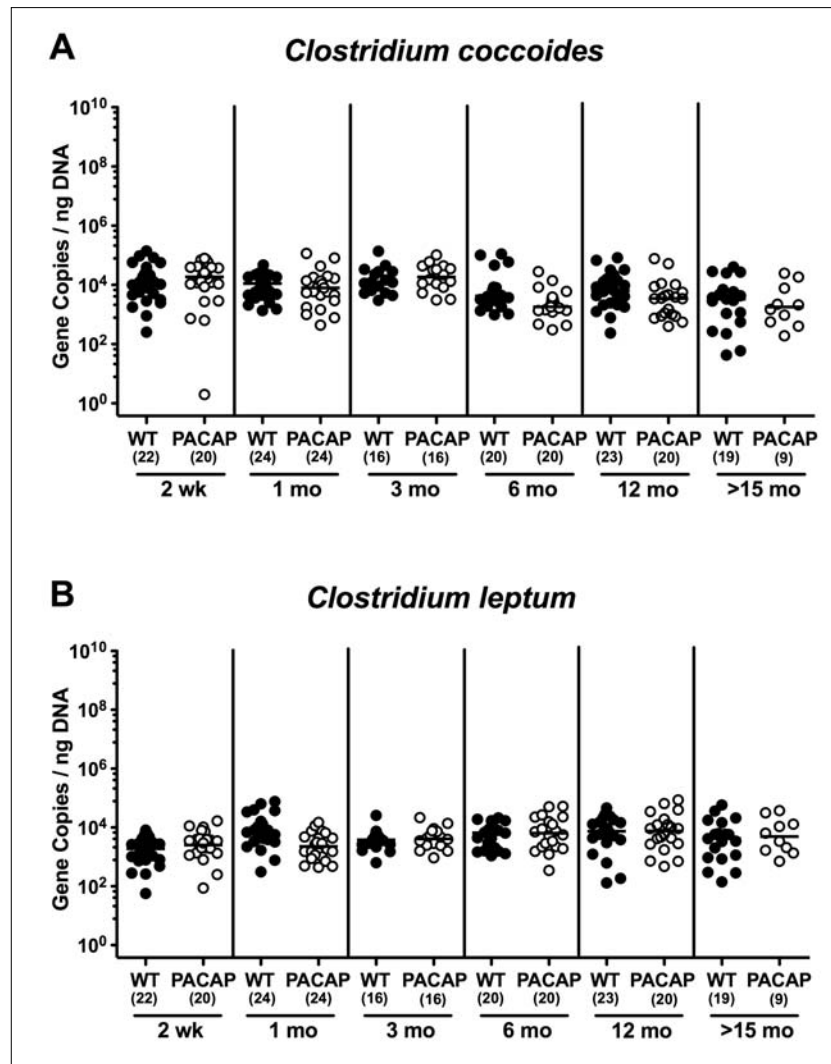 A
Clostridium coccoides
Gene Copies / ng DNA
10^10
10^8
10^6
10^4
10^2
10^0
WT PACAP WT PACAP WT PACAP WT PACAP WT PACAP WT PACAP
(22) (20) (24) (24) (16) (16) (20) (20) (23) (20) (19) (9)
2 wk 1 mo 3 mo 6 mo 12 mo >15 mo
B
Clostridium leptum
Gene Copies / ng DNA
10^10
10^8
10^6
10^4
10^2
10^0
WT PACAP WT PACAP WT PACAP WT PACAP WT PACAP WT PACAP
(22) (20) (24) (24) (16) (16) (20) (20) (23) (20) (19) (9)
2 wk 1 mo 3 mo 6 mo 12 mo >15 mo